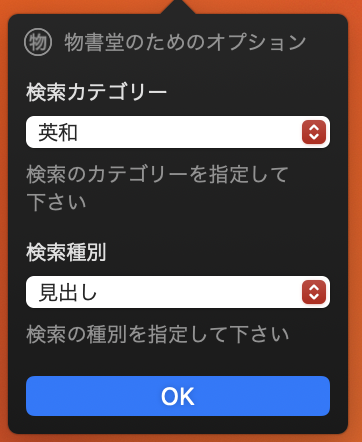 物 物書堂のためのオプション
検索カテゴリー
英和
検索のカテゴリーを指定して
下さい
検索種別
見出し
検索の種別を指定して下さい
OK